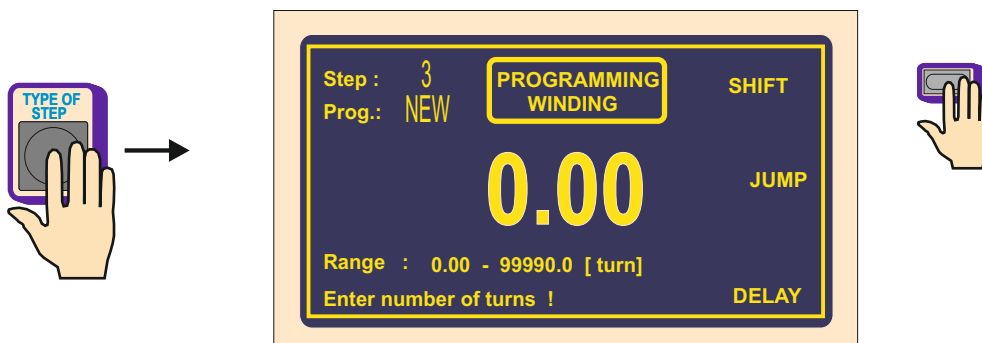 TYPE OF
STEP
Step : 3
Prog.: NEW
PROGRAMMING
WINDING
SHIFT
0.00
JUMP
Range : 0.00 - 99990.0 [ turn]
Enter number of turns !
DELAY